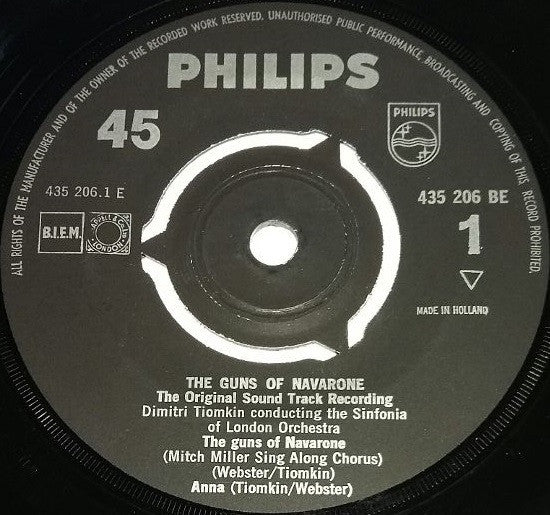 ALL RIGHTS OF THE MANUFACTURER AND OF THE OWNER OF THE RECORDED WORK RESERVED. UNAUTHORISED PUBLIC PERFORMANCE, BROADCASTING AND COPYING OF THIS RECORD PROHIBITED.
PHILIPS
45
PHILIPS
435 206.1 E
435 206 BE
B.I.E.M.
1
MADE IN HOLLAND
THE GUNS OF NAVARONE
The Original Sound Track Recording
Dimitri Tiomkin conducting the Sinfonia
of London Orchestra
The guns of Navarone
(Mitch Miller Sing Along Chorus)
(Webster/Tiomkin)
Anna (Tiomkin/Webster)